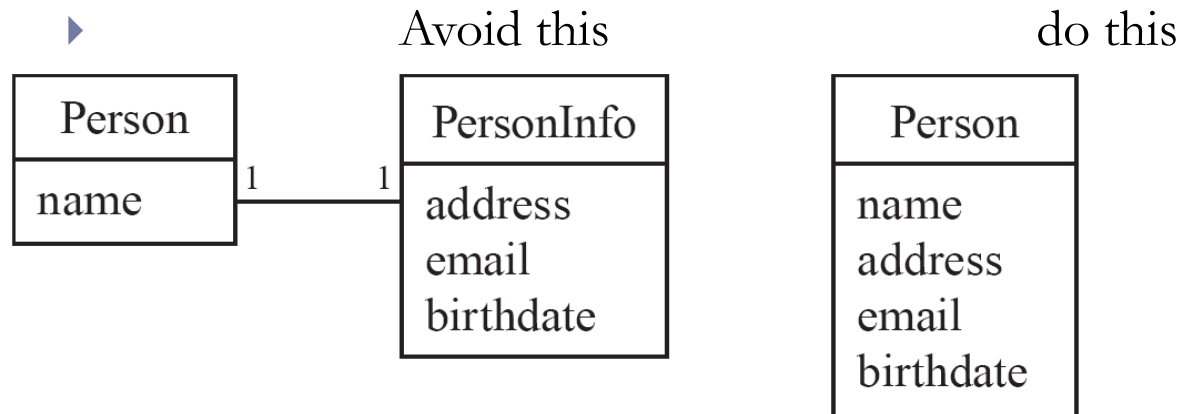 Avoid this
do this
Person
name
1
1
PersonInfo
address
email
birthdate
Person
name
address
email
birthdate